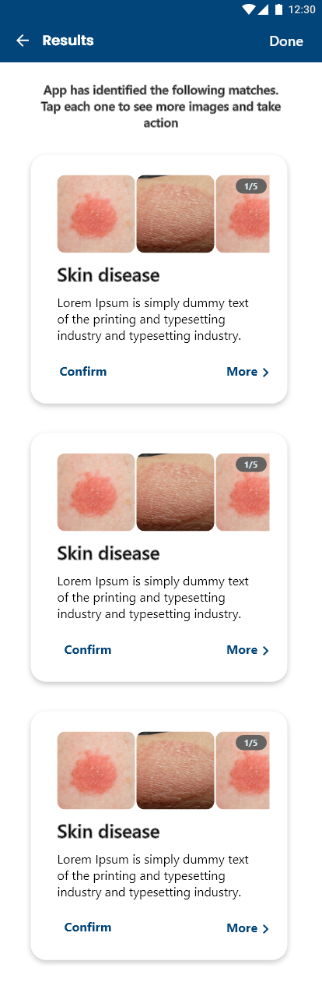 12:30
Results
Done
App has identified the following matches.
Tap each one to see more images and take
action
1/5
Skin disease
Lorem Ipsum is simply dummy text
of the printing and typesetting
industry and typesetting industry.
Confirm
More
1/5
Skin disease
Lorem Ipsum is simply dummy text
of the printing and typesetting
industry and typesetting industry.
Confirm
More
1/5
Skin disease
Lorem Ipsum is simply dummy text
of the printing and typesetting
industry and typesetting industry.
Confirm
More